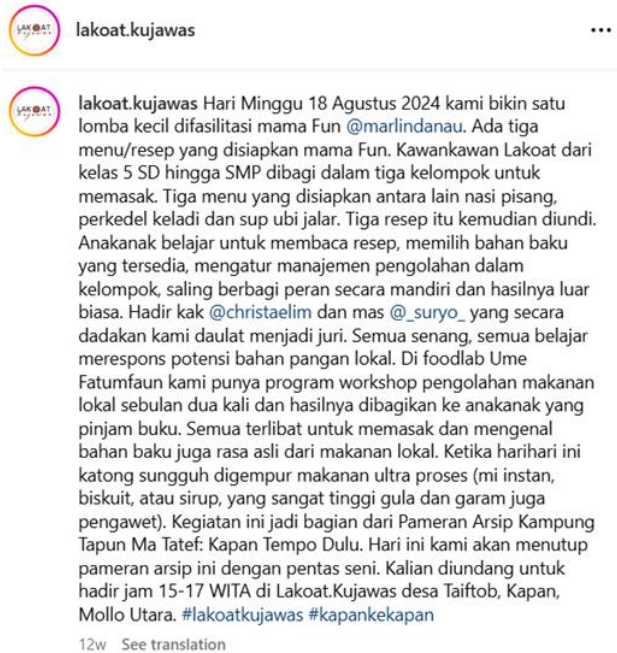 LAKOAT
Kujawas
lakoat.kujawas
...
LAKOAT
Kujawas
lakoat.kujawas Hari Minggu 18 Agustus 2024 kami bikin satu
lomba kecil difasilitasi mama Fun @marlindanau. Ada tiga
menu/resep yang disiapkan mama Fun. Kawankawan Lakoat dari
kelas 5 SD hingga SMP dibagi dalam tiga kelompok untuk
memasak. Tiga menu yang disiapkan antara lain nasi pisang,
perkedel keladi dan sup ubi jalar. Tiga resep itu kemudian diundi.
Anakanak belajar untuk membaca resep, memilih bahan baku
yang tersedia, mengatur manajemen pengolahan dalam
kelompok, saling berbagi peran secara mandiri dan hasilnya luar
biasa. Hadir kak @christaelim dan mas @_suryo_ yang secara
dadakan kami daulat menjadi juri. Semua senang, semua belajar
merespons potensi bahan pangan lokal. Di foodlab Ume
Fatumfaun kami punya program workshop pengolahan makanan
lokal sebulan dua kali dan hasilnya dibagikan ke anakanak yang
pinjam buku. Semua terlibat untuk memasak dan mengenal
bahan baku juga rasa asli dari makanan lokal. Ketika harihari ini
katong sungguh digempur makanan ultra proses (mi instan,
biskuit, atau sirup, yang sangat tinggi gula dan garam juga
pengawet). Kegiatan ini jadi bagian dari Pameran Arsip Kampung
Tapun Ma Tatef: Kapan Tempo Dulu. Hari ini kami akan menutup
pameran arsip ini dengan pentas seni. Kalian diundang untuk
hadir jam 15-17 WITA di Lakoat.Kujawas desa Taiftob, Kapan,
Mollo Utara. #lakoatkujawas #kapankekapan
12w See translation